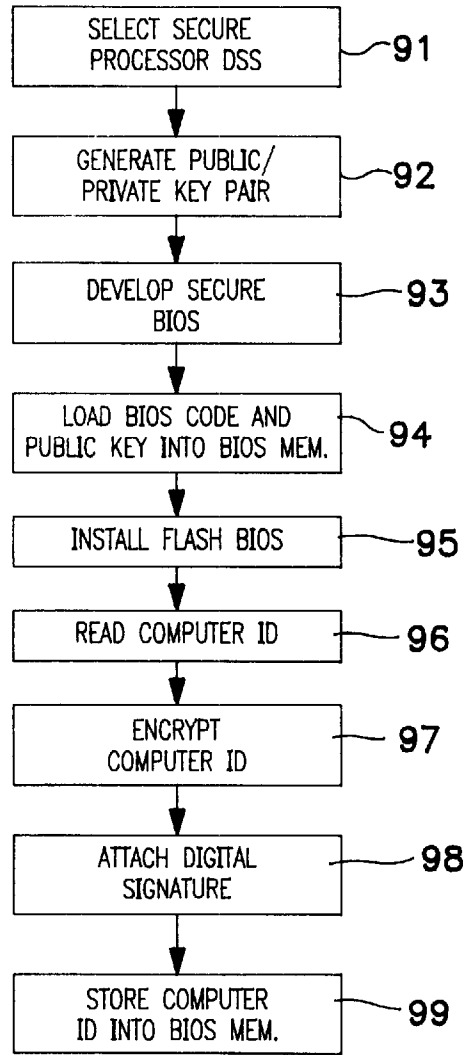 SELECT SECURE
PROCESSOR DSS
91
GENERATE PUBLIC/
PRIVATE KEY PAIR
92
DEVELOP SECURE
BIOS
93
LOAD BIOS CODE AND
PUBLIC KEY INTO BIOS MEM.
94
INSTALL FLASH BIOS
95
READ COMPUTER ID
96
ENCRYPT
COMPUTER ID
97
ATTACH DIGITAL
SIGNATURE
98
STORE COMPUTER
ID INTO BIOS MEM.
99